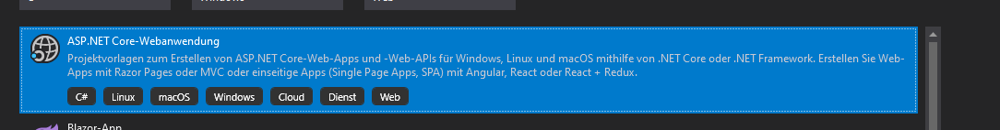 ASP.NET Core-Webanwendung
Projektvorlagen zum Erstellen von ASP.NET Core-Web-Apps und -Web-APIs für Windows, Linux und macOS mithilfe von .NET Core oder .NET Framework. Erstellen Sie Web-
Apps mit Razor Pages oder MVC oder einseitige Apps (Single Page Apps, SPA) mit Angular, React oder React + Redux.
C# Linux macOS Windows Cloud Dienst Web
Blazor-App